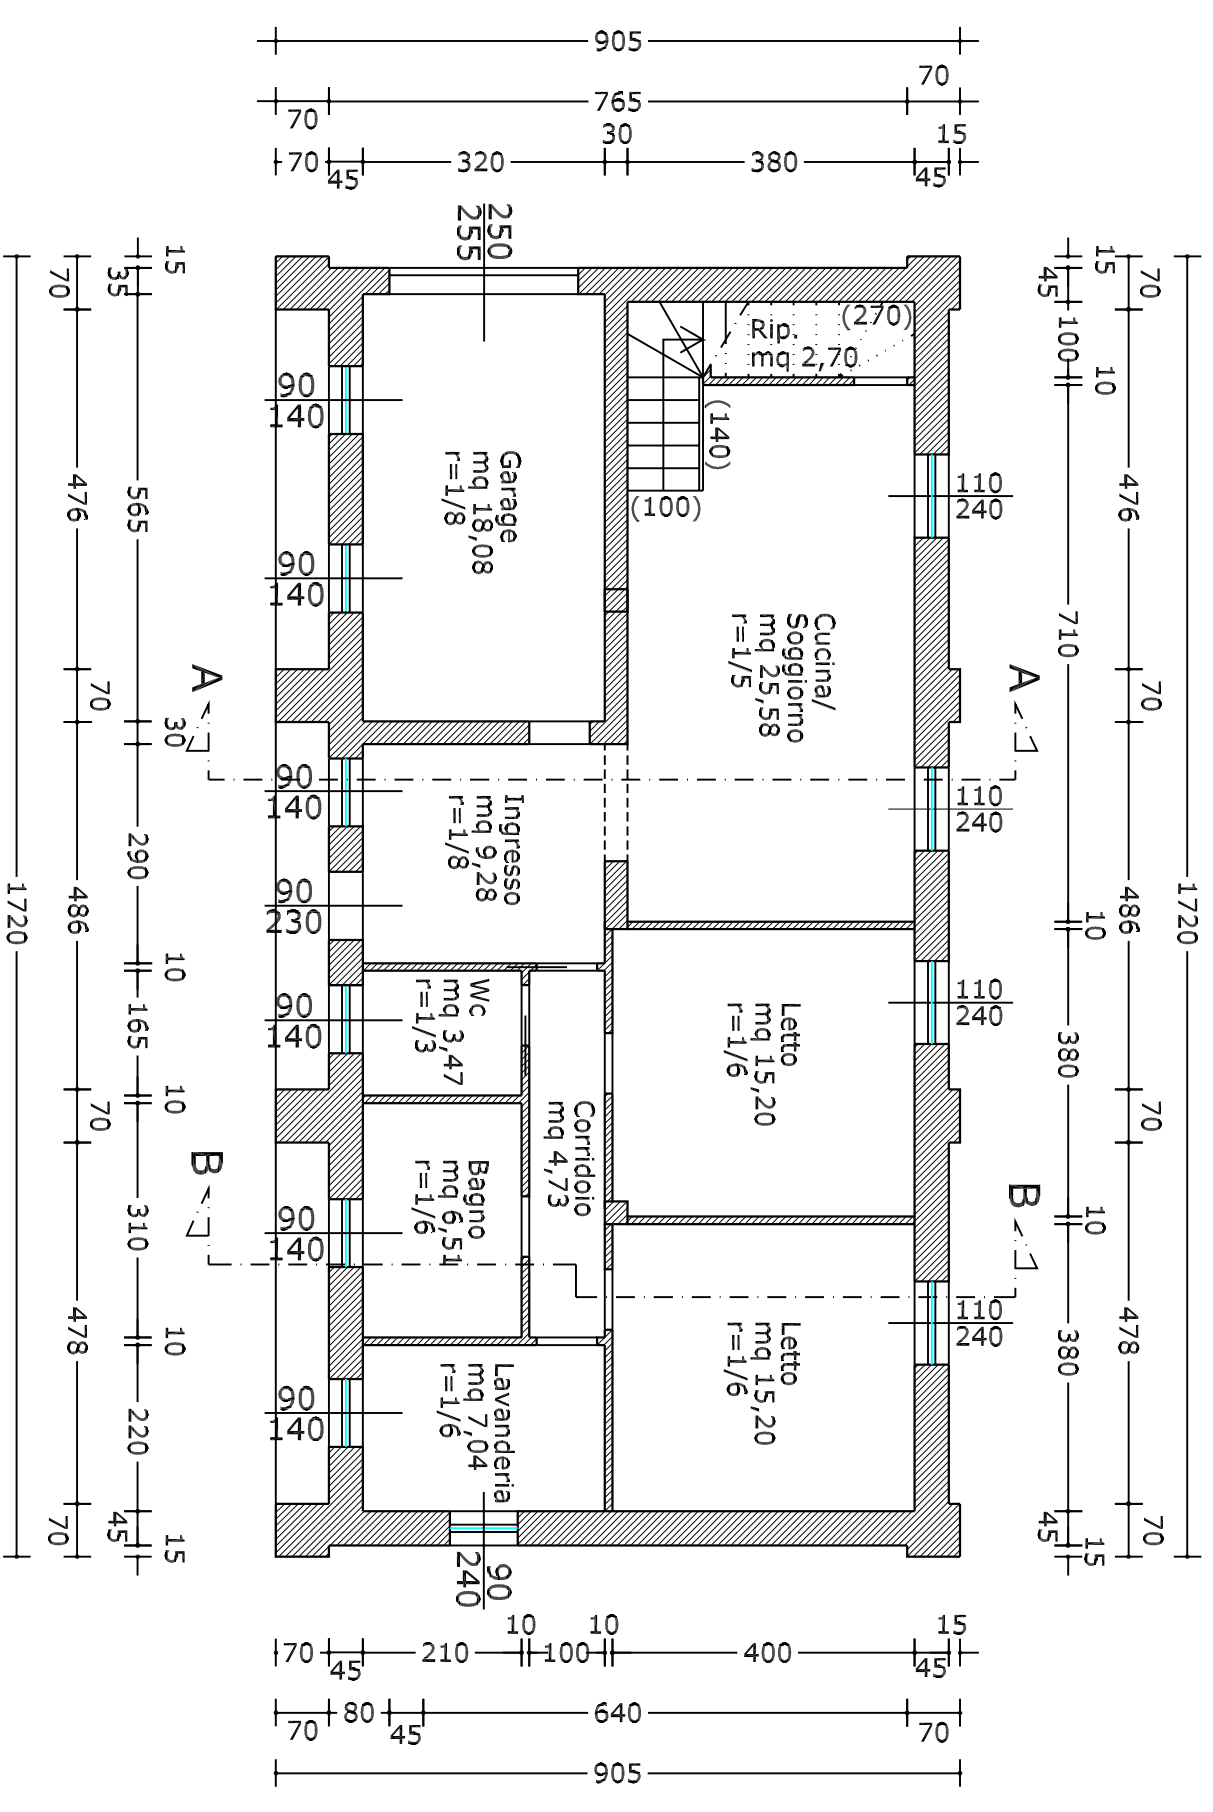 905
70
765
70
30
15
70
320
380
45
45
250
255
15
35
70
15
45
70
100
10
(270)
Rip.
mq 2,70
90
140
(140)
(100)
Garage
mq 18,08
r=1/8
110
240
565
476
476
90
140
Cucina/
Soggiorno
mq 25,58
r=1/5
710
A
A
70
30
70
90
140
110
240
Ingresso
mq 9,28
r=1/8
290
486
1720
90
230
10
486
1720
10
Wc
mq 3,47
r=1/3
90
140
165
Letto
mq 15,20
r=1/6
110
240
380
10
70
Corridoio
mq 4,73
70
B
B
Bagno
mq 6,51
r=1/6
90
140
310
10
10
478
Letto
mq 15,20
r=1/6
110
240
380
478
Lavanderia
mq 7,04
r=1/6
90
140
220
70
45
15
90
240
45
15
70
10
10
15
70
210
100
400
45
45
80
640
70
45
70
905